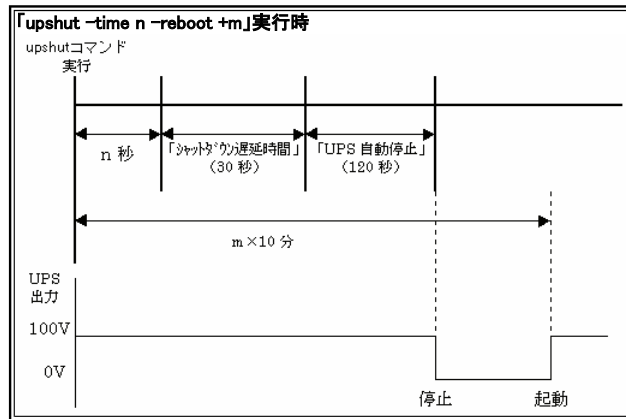 「upshut –time n –reboot +m」実行時
upshutコマンド
実行
n 秒
「ｼｬｯﾄﾀﾞｳﾝ遅延時間」
（30 秒）
「UPS 自動停止」
（120 秒）
m×10 分
UPS
出力
100V
0V
停止
起動